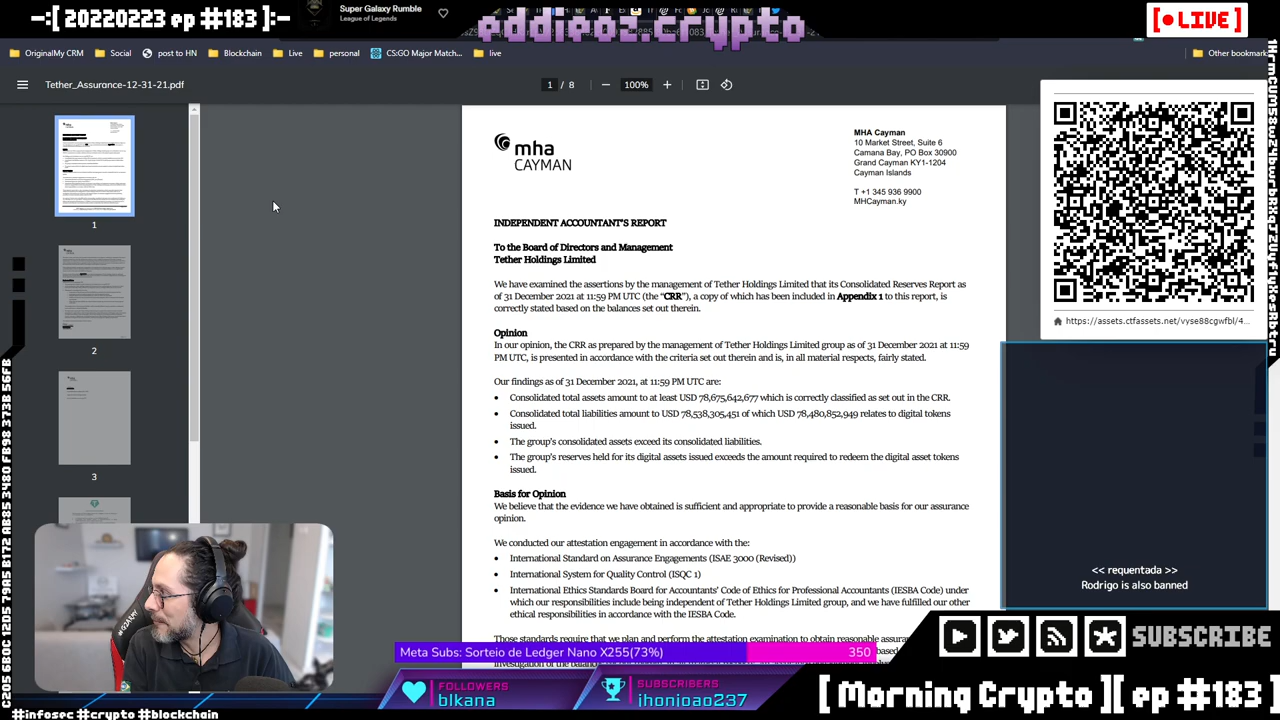 -[ 20220223 ep #183 ]:-
Super Galaxy Rumble
League of Legends
eddieoz.crypto
[● LIVE ]
My CRM
Social
post to HN
Blockchain
Personal
CS:GO Major Match...
live
Other bookmark
Tether_Assurance-12-31-21.pdf
1 / 8
100%
mha
CAYMAN
MHA Cayman
10 Market Street, Suite 6
Camana Bay, PO Box 30900
Grand Cayman KY1-1204
Cayman Islands
T +1 345 936 9900
MHCayman.ky
INDEPENDENT ACCOUNTANT'S REPORT
To the Board of Directors and Management
Tether Holdings Limited
We have examined the assertions by the management of Tether Holdings Limited that its Consolidated Reserves Report as
of 31 December 2021 at 11:59 PM UTC (the "CRR"), a copy of which has been included in Appendix 1 to this report, is
correctly stated based on the balances set out therein.
Opinion
In our opinion, the CRR as prepared by the management of Tether Holdings Limited group as of 31 December 2021 at 11:59
PM UTC, is presented in accordance with the criteria set out therein and is, in all material respects, fairly stated.
Our findings as of 31 December 2021, at 11:59 PM UTC are:
• Consolidated total assets amount to at least USD 78,675,642,677 which is correctly classified as set out in the CRR.
• Consolidated total liabilities amount to USD 78,538,305,451 of which USD 78,480,852,949 relates to digital tokens
issued.
• The group's consolidated assets exceed its consolidated liabilities.
• The group's reserves held for its digital assets issued exceeds the amount required to redeem the digital asset tokens
issued.
Basis for Opinion
We believe that the evidence we have obtained is sufficient and appropriate to provide a reasonable basis for our assurance
opinion.
We conducted our attestation engagement in accordance with the:
• International Standard on Assurance Engagements (ISAE 3000 (Revised))
• International System for Quality Control (ISQC 1)
• International Ethics Standards Board for Accountants' Code of Ethics for Professional Accountants (IESBA Code) under
which our responsibilities include being independent of Tether Holdings Limited group, and we have fulfilled our other
ethical responsibilities in accordance with the IESBA Code.
Those standards require that we plan and perform the attestation examination to obtain reasonable
based
1
2
3
https://assets.ctfassets.net/vyse88cgwfbl/4...
<< requentada >>
Rodrigo is also banned
Meta Subs: Sorteio de Ledger Nano X255(73%)
350
SUBSCRIBE
FOLLOWERS
blkana
SUBSCRIBERS
jhonjoao237
[ Morning Crypto ][ ep #183 ]
#crypto #blockchain